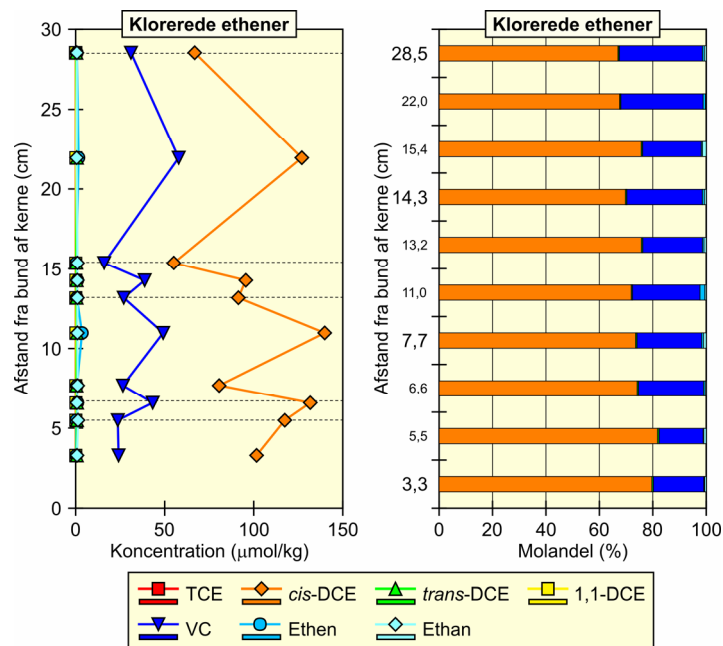 Klorerede ethener
30
25
20
15
10
5
0
Afstand fra bund af kerne (cm)
0 50 100 150
Koncentration (µmol/kg)
Klorerede ethener
28,5
22,0
15,4
14,3
13,2
11,0
7,7
6,6
5,5
3,3
Afstand fra bund af kerne (cm)
0 20 40 60 80 100
Molandel (%)
TCE cis-DCE trans-DCE 1,1-DCE
VC Ethen Ethan